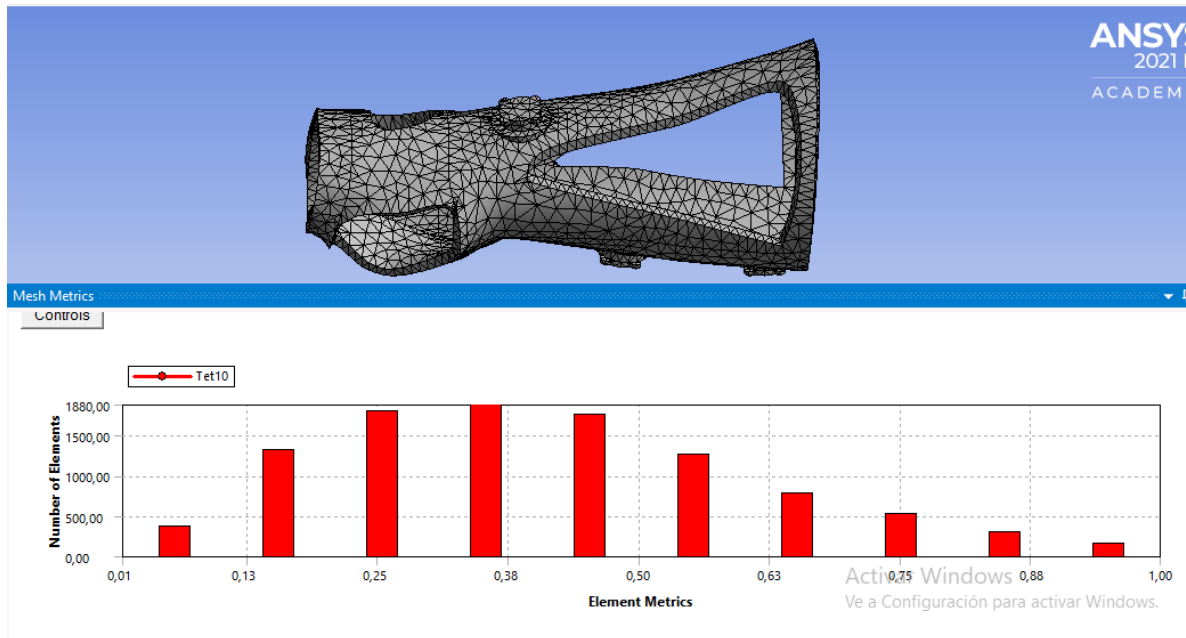 ANSYS
2021
ACADEM
Mesh Metrics
Controls
Tet10
Number of Elements
1880,00
1500,00
1000,00
500,00
0,00
0,01 0,13 0,25 0,38 0,50 0,63 0,75 0,88 1,00
Element Metrics
Activar Windows
Ve a Configuración para activar Windows.